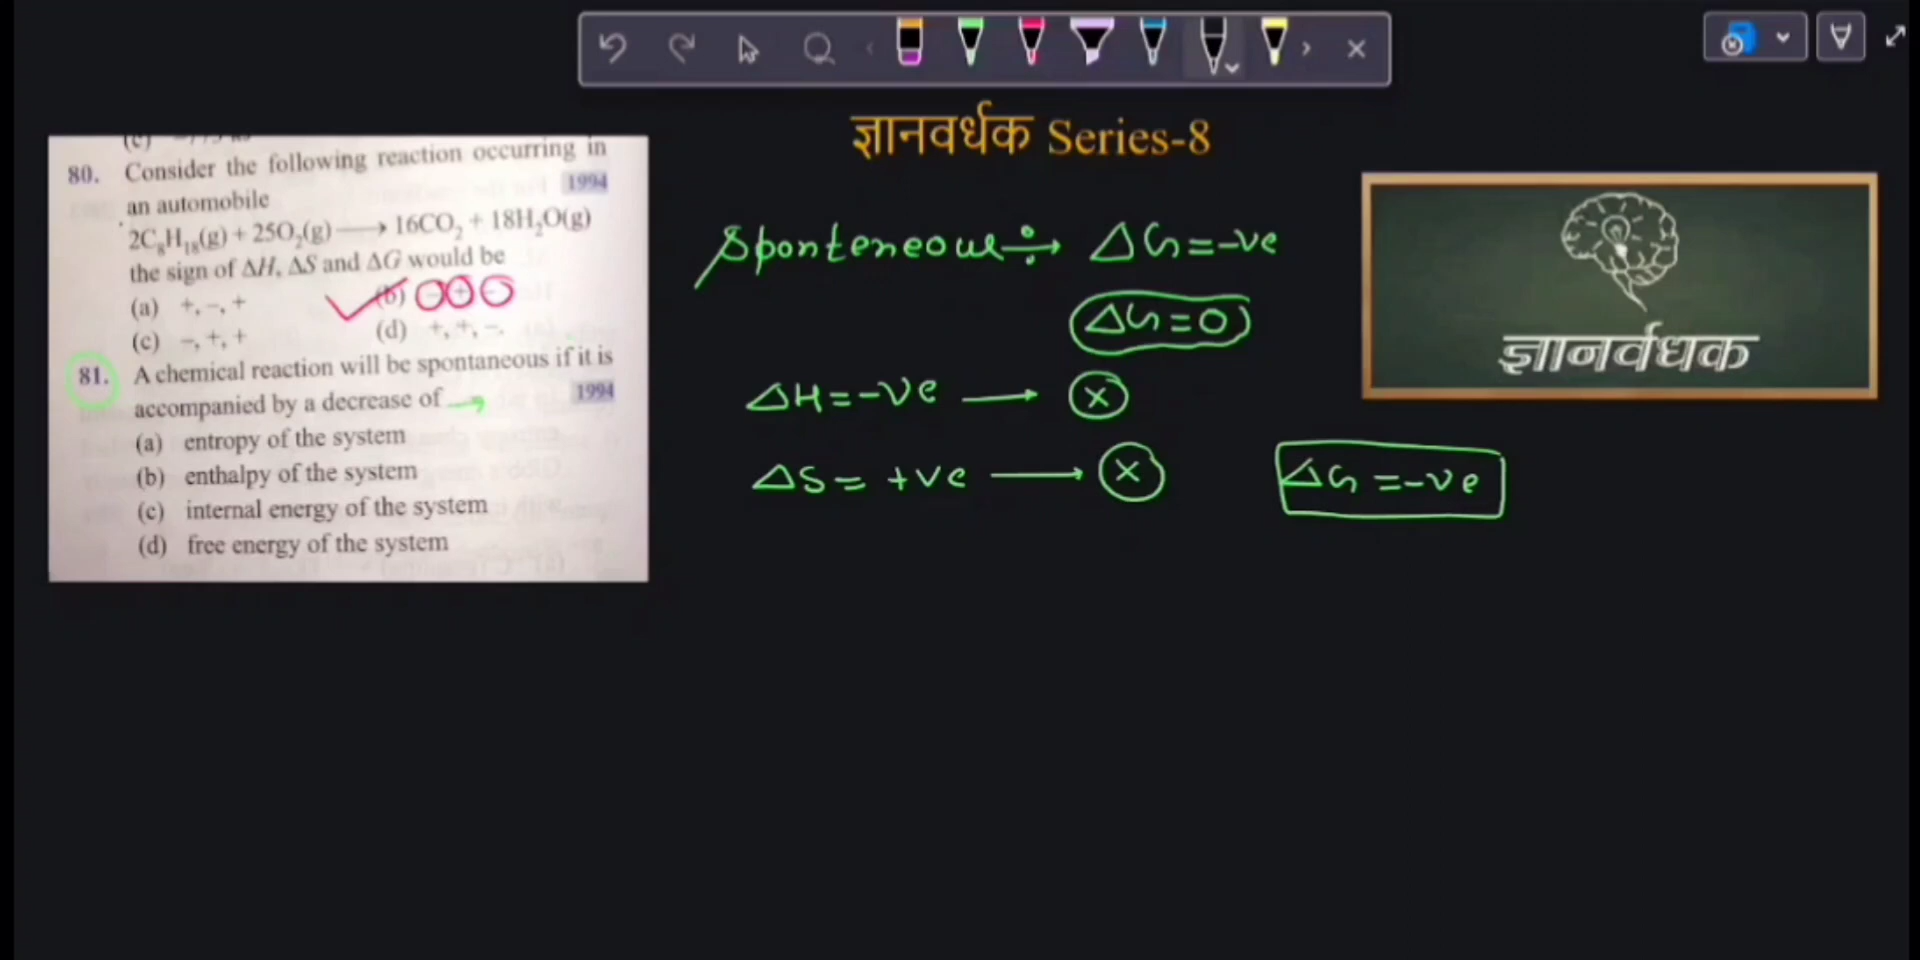 ज्ञानवर्धक Series-8
80. Consider the following reaction occurring in
an automobile 1994
2C₈H₁₈(g) + 25O₂(g) ⟶ 16CO₂ + 18H₂O(g)
the sign of ΔH, ΔS and ΔG would be
(a) +, –, +
(b)
(c) –, +, +
(d) +, +, –.
81. A chemical reaction will be spontaneous if it is
accompanied by a decrease of 1994
(a) entropy of the system
(b) enthalpy of the system
(c) internal energy of the system
(d) free energy of the system
Sponteneous ÷→ ΔG = -ve
ΔG = 0
ΔH = -ve → ×
ΔS = +ve → ×
ΔG = -ve
ज्ञानर्वधक